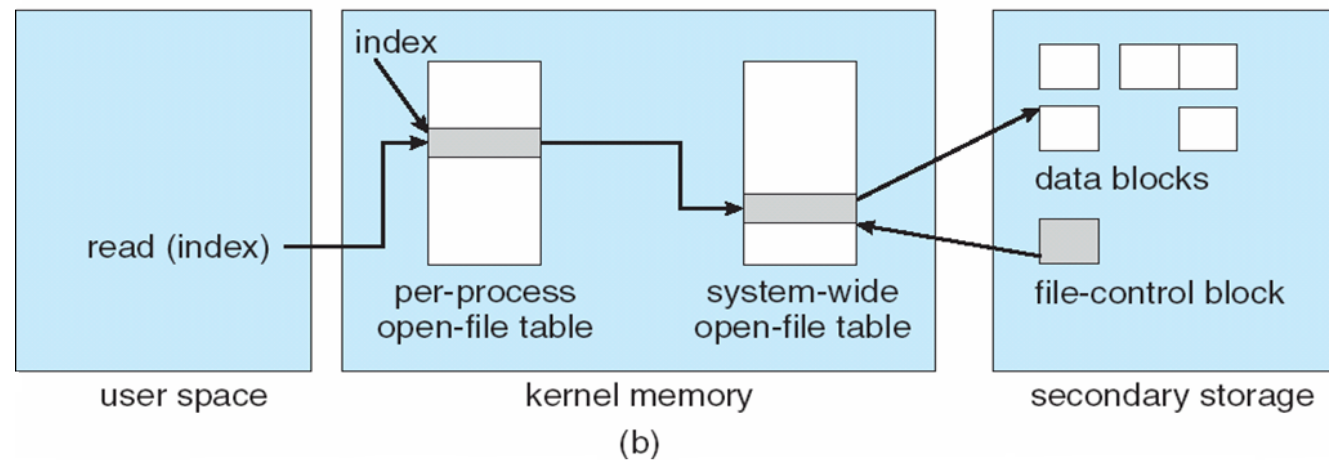 index
read (index)
per-process
open-file table
system-wide
open-file table
data blocks
file-control block
user space
kernel memory
secondary storage
(b)